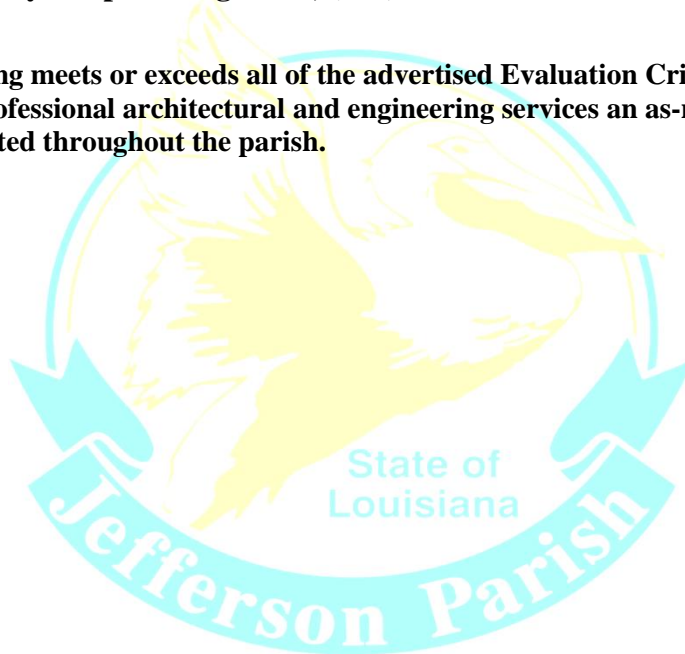 ng meets or exceeds all of the advertised Evaluation Cri
ofessional architectural and engineering services an as-r
ted throughout the parish.
State of
Louisiana
Jefferson Parish